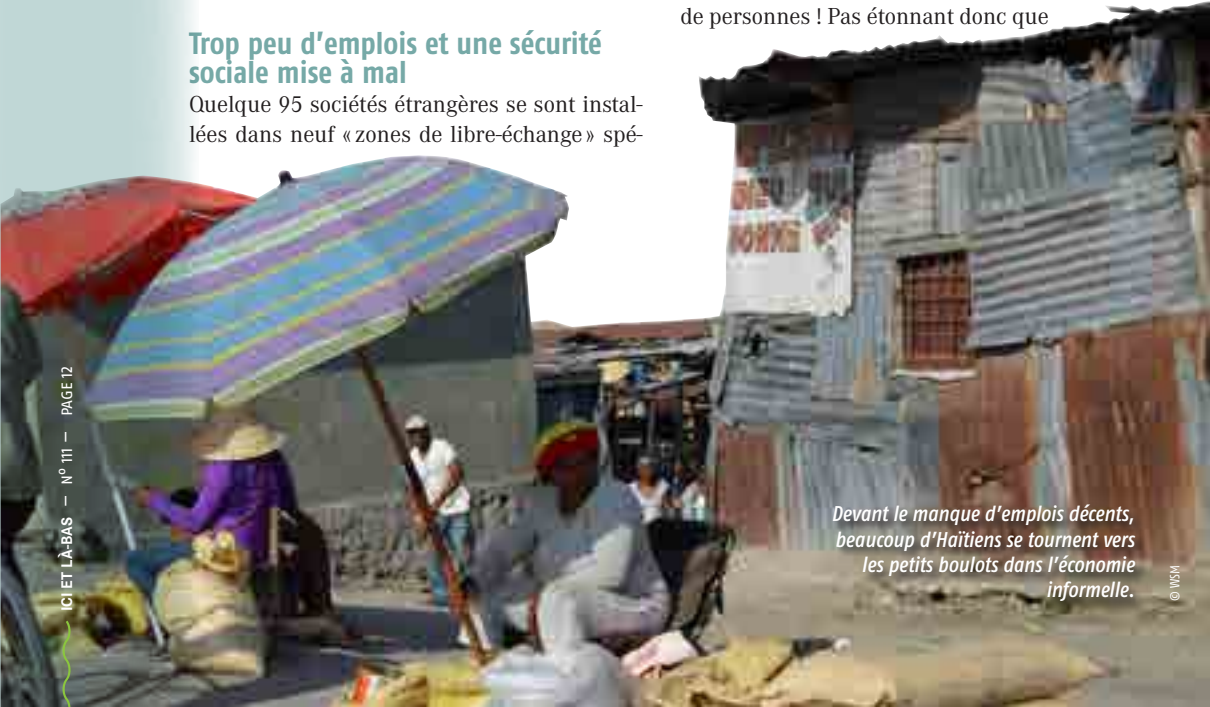 Trop peu d’emplois et une sécurité
sociale mise à mal
Quelque 95 sociétés étrangères se sont instal-
lées dans neuf « zones de libre-échange » spé-
de personnes ! Pas étonnant donc que
Devant le manque d’emplois décents,
beaucoup d’Haïtiens se tournent vers
les petits boulots dans l’économie
informelle.
© WSM
ICI ET LÀ-BAS — N° 111 — PAGE 12